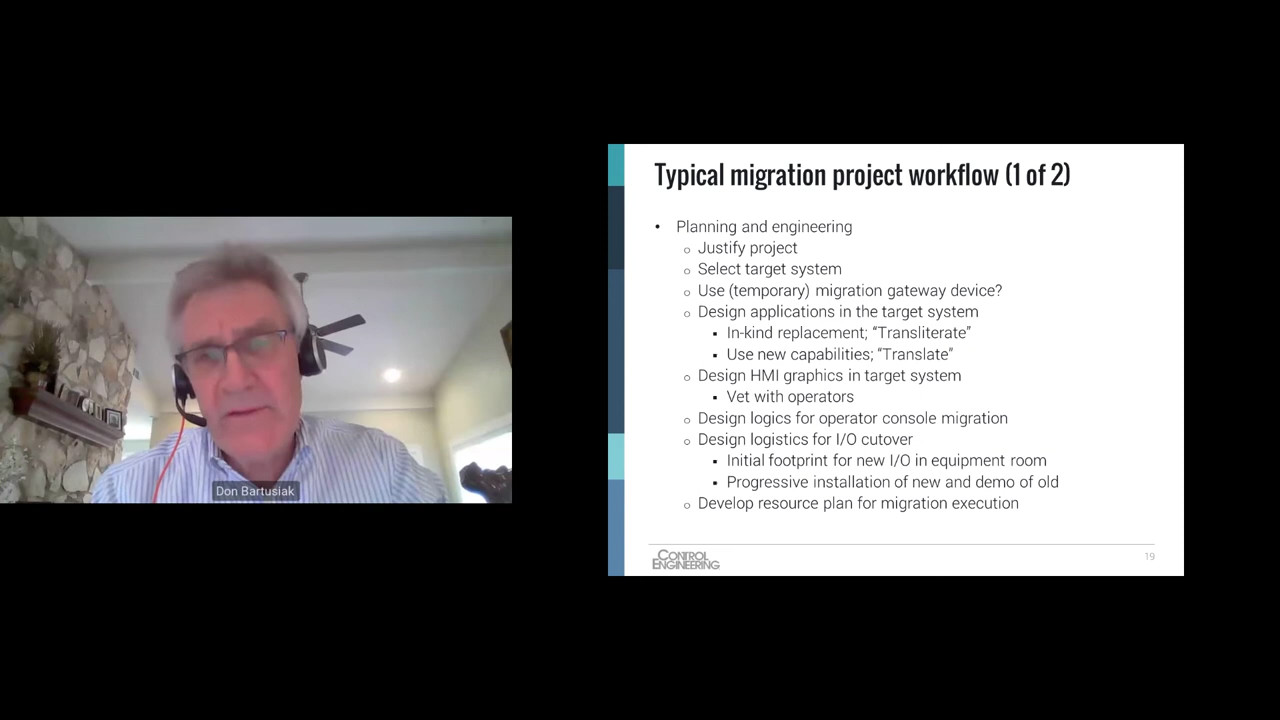 Don Bartusiak
Typical migration project workflow (1 of 2)
• Planning and engineering
o Justify project
o Select target system
o Use (temporary) migration gateway device?
o Design applications in the target system
▪ In-kind replacement; “Transliterate”
▪ Use new capabilities; “Translate”
o Design HMI graphics in target system
▪ Vet with operators
o Design logics for operator console migration
o Design logistics for I/O cutover
▪ Initial footprint for new I/O in equipment room
▪ Progressive installation of new and demo of old
o Develop resource plan for migration execution
CONTROL
ENGINEERING
19